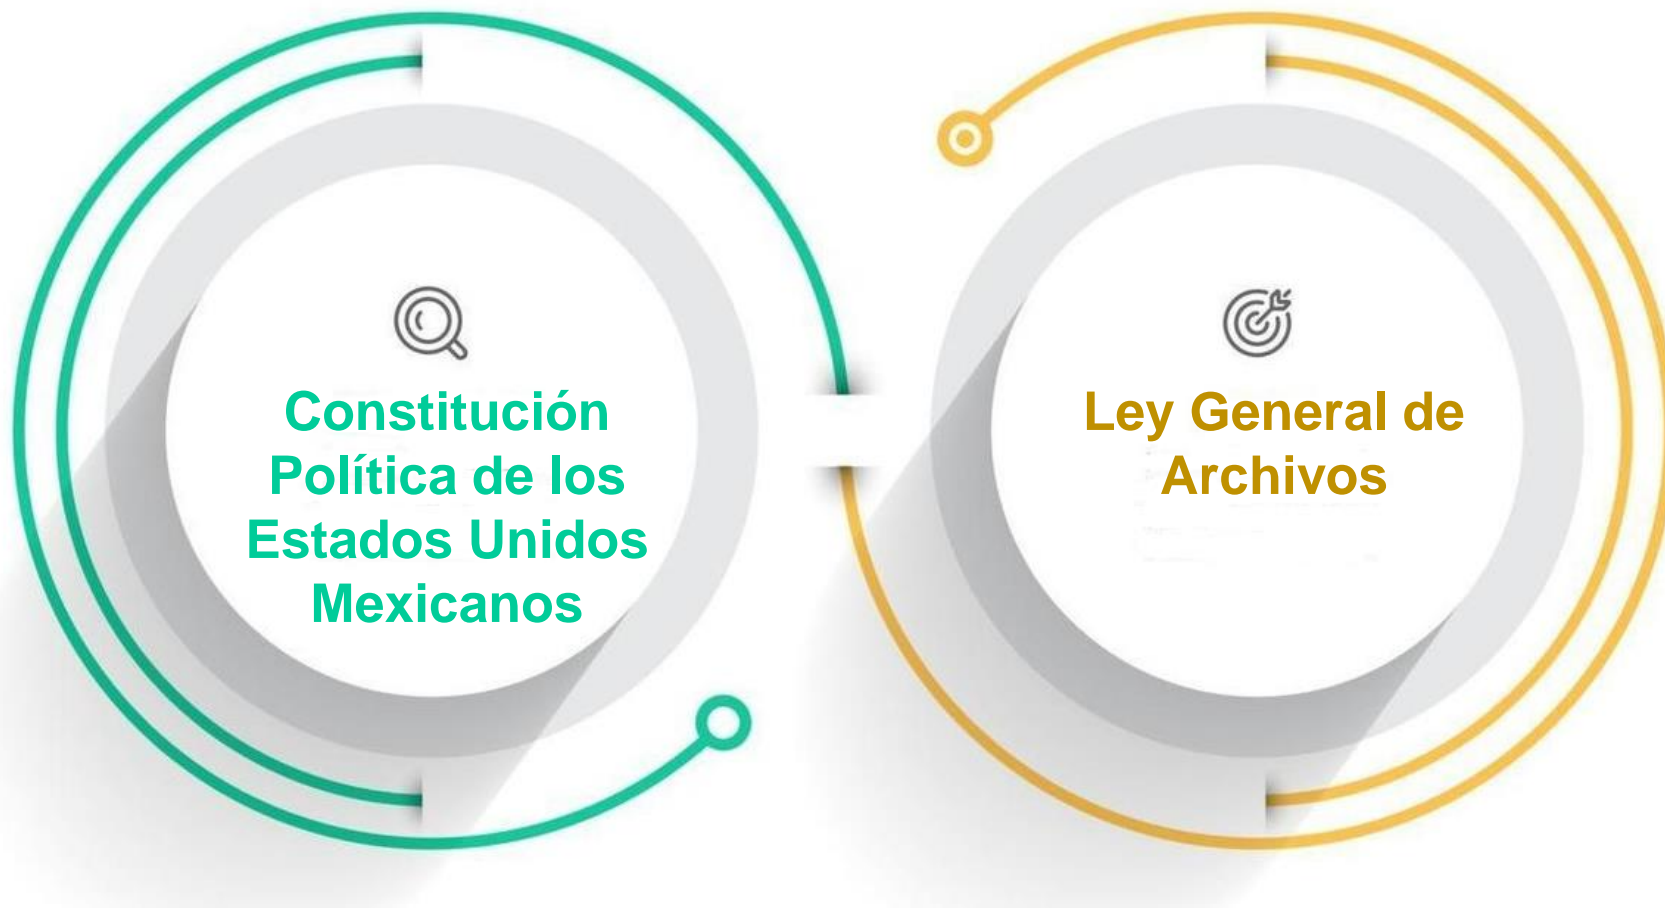 Constitución
Política de los
Estados Unidos
Mexicanos
Ley General de
Archivos